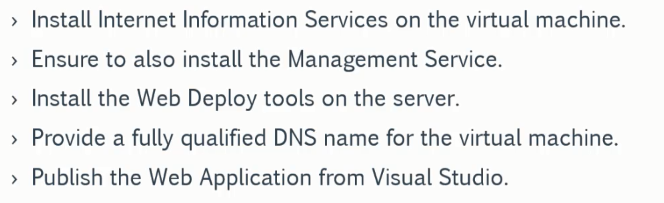 › Install Internet Information Services on the virtual machine.
› Ensure to also install the Management Service.
› Install the Web Deploy tools on the server.
› Provide a fully qualified DNS name for the virtual machine.
› Publish the Web Application from Visual Studio.